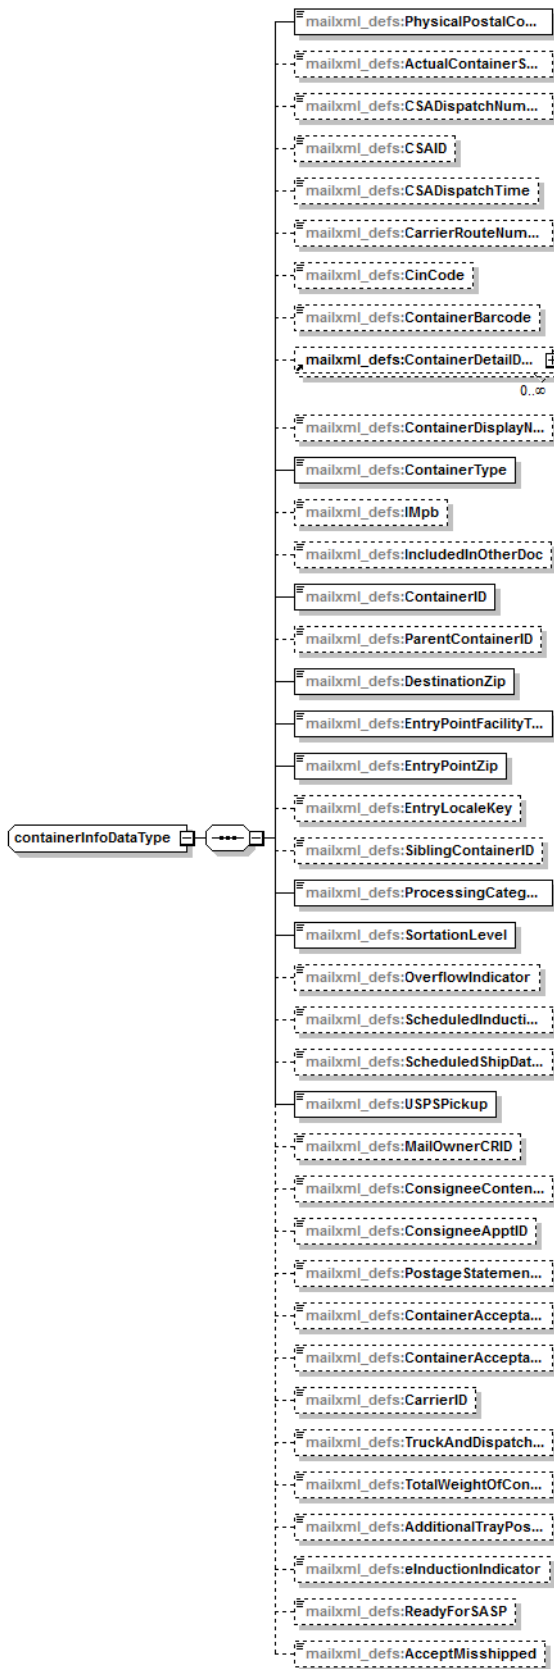 mailxml_defs:PhysicalPostalCo...
mailxml_defs:ActualContainerS...
mailxml_defs:CSADispatchNum...
mailxml_defs:CSAID
mailxml_defs:CSADispatchTime
mailxml_defs:CarrierRouteNum...
mailxml_defs:CinCode
mailxml_defs:ContainerBarcode
mailxml_defs:ContainerDetailD...
0..∞
mailxml_defs:ContainerDisplayN...
mailxml_defs:ContainerType
mailxml_defs:IMpb
mailxml_defs:IncludedInOtherDoc
mailxml_defs:ContainerID
mailxml_defs:ParentContainerID
mailxml_defs:DestinationZip
mailxml_defs:EntryPointFacilityT...
mailxml_defs:EntryPointZip
mailxml_defs:EntryLocaleKey
containerInfoDataType
mailxml_defs:SiblingContainerID
mailxml_defs:ProcessingCateg...
mailxml_defs:SortationLevel
mailxml_defs:OverflowIndicator
mailxml_defs:ScheduledInducti...
mailxml_defs:ScheduledShipDat...
mailxml_defs:USPSPickup
mailxml_defs:MailOwnerCRID
mailxml_defs:ConsigneeConten...
mailxml_defs:ConsigneeApptID
mailxml_defs:PostageStatemen...
mailxml_defs:ContainerAccepta...
mailxml_defs:ContainerAccepta...
mailxml_defs:CarrierID
mailxml_defs:TruckAndDispatch...
mailxml_defs:TotalWeightOfCon...
mailxml_defs:AdditionalTrayPos...
mailxml_defs:eInductionIndicator
mailxml_defs:ReadyForSASP
mailxml_defs:AcceptMisshipped